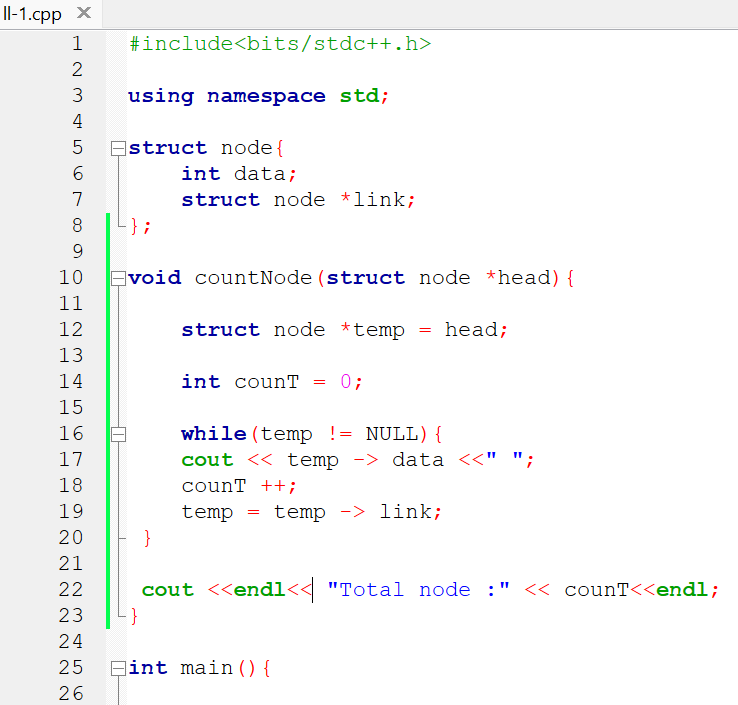 ll-1.cpp ×
1 #include<bits/stdc++.h>
2
3 using namespace std;
4
5 struct node{
6 int data;
7 struct node *link;
8 };
9
10 void countNode(struct node *head){
11
12 struct node *temp = head;
13
14 int counT = 0;
15
16 while(temp != NULL){
17 cout << temp -> data <<" ";
18 counT ++;
19 temp = temp -> link;
20 }
21
22 cout <<endl<< "Total node :" << counT<<endl;
23 }
24
25 int main(){
26